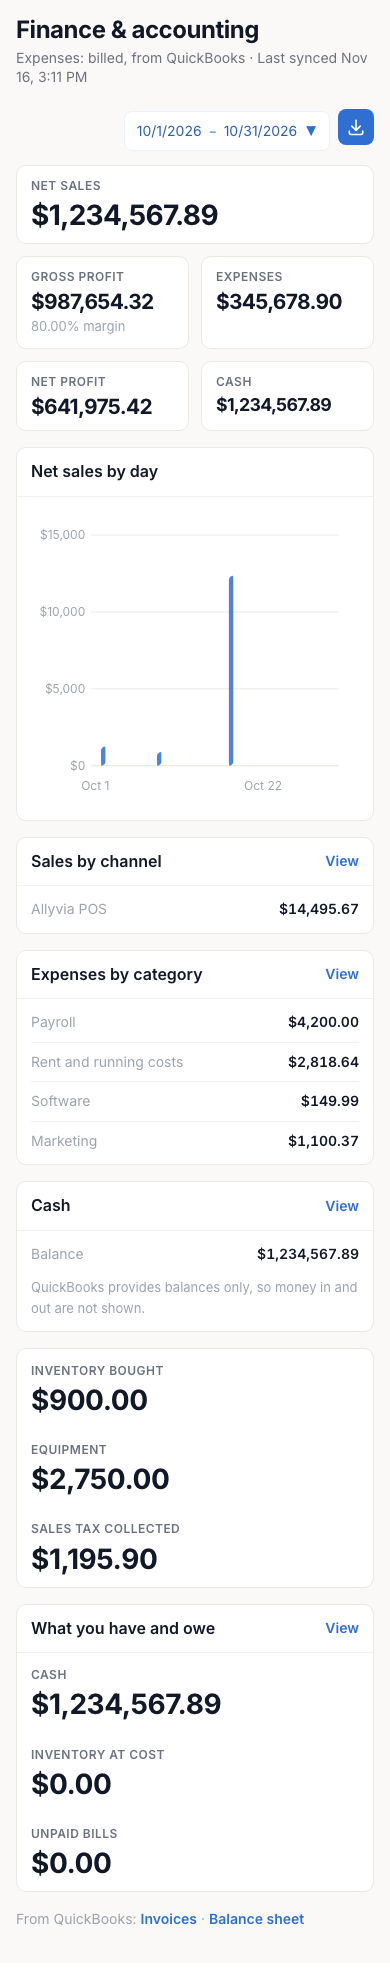 Finance & accounting
Expenses: billed, from QuickBooks · Last synced Nov
16, 3:11 PM
10/1/2026 – 10/31/2026 ▼
NET SALES
$1,234,567.89
GROSS PROFIT
$987,654.32
80.00% margin
EXPENSES
$345,678.90
NET PROFIT
$641,975.42
CASH
$1,234,567.89
Net sales by day
$15,000
$10,000
$5,000
$0
Oct 1
Oct 22
Sales by channel
View
Allyvia POS
$14,495.67
Expenses by category
View
Payroll
$4,200.00
Rent and running costs
$2,818.64
Software
$149.99
Marketing
$1,100.37
Cash
View
Balance
$1,234,567.89
QuickBooks provides balances only, so money in and
out are not shown.
INVENTORY BOUGHT
$900.00
EQUIPMENT
$2,750.00
SALES TAX COLLECTED
$1,195.90
What you have and owe
View
CASH
$1,234,567.89
INVENTORY AT COST
$0.00
UNPAID BILLS
$0.00
From QuickBooks: Invoices · Balance sheet